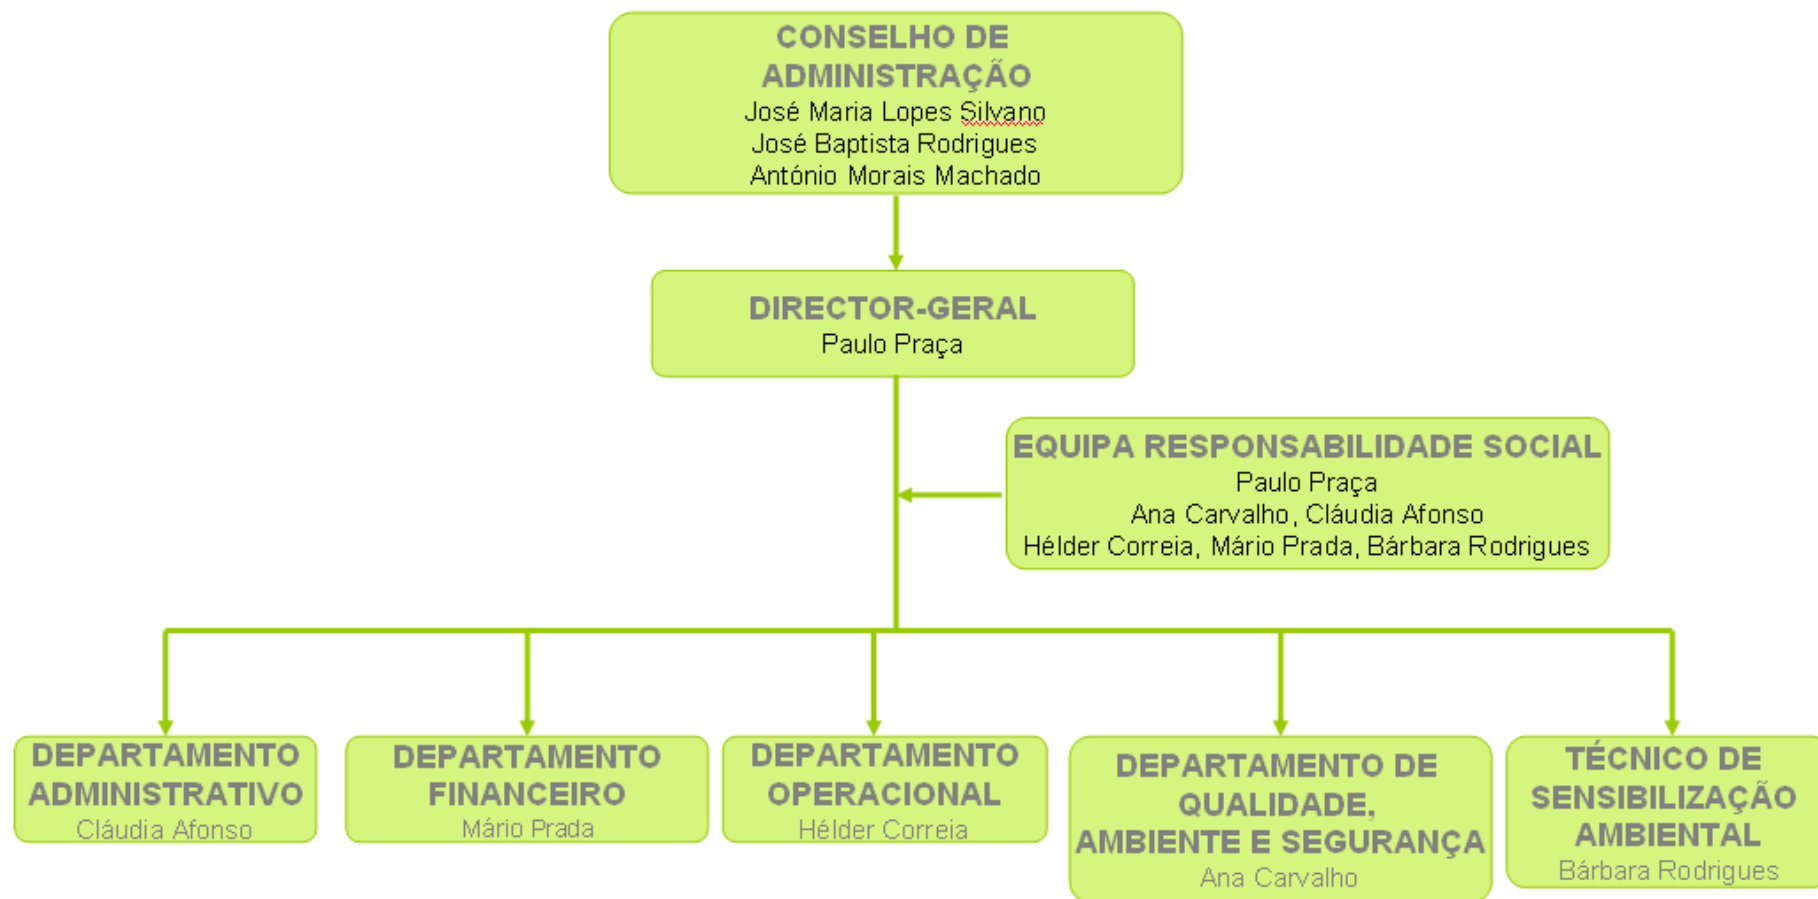 CONSELHO DE
ADMINISTRAÇÃO
José Maria Lopes Silvano
José Baptista Rodrigues
António Morais Machado
DIRECTOR-GERAL
Paulo Praça
EQUIPA RESPONSABILIDADE SOCIAL
Paulo Praça
Ana Carvalho, Cláudia Afonso
Hélder Correia, Mário Prada, Bárbara Rodrigues
DEPARTAMENTO
ADMINISTRATIVO
Cláudia Afonso
DEPARTAMENTO
FINANCEIRO
Mário Prada
DEPARTAMENTO
OPERACIONAL
Hélder Correia
DEPARTAMENTO DE
QUALIDADE,
AMBIENTE E SEGURANÇA
Ana Carvalho
TÉCNICO DE
SENSIBILIZAÇÃO
AMBIENTAL
Bárbara Rodrigues